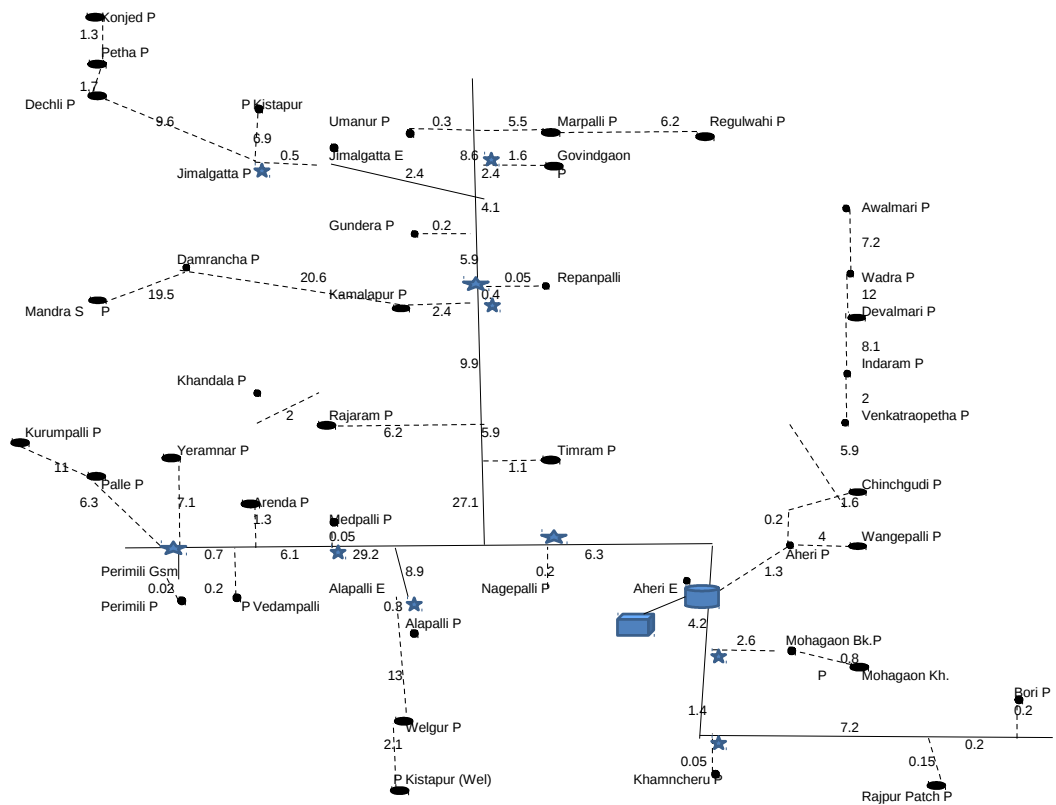 Konjed P
1.3
Petha P
1.7
Dechli P
9.6
P Kistapur
6.9
0.5
Jimalgatta P
Umanur P
0.3
5.5
Marpalli P
6.2
Regulwahi P
Jimalgatta E
8.6
1.6
Govindgaon
P
2.4
2.4
4.1
Awalmari P
Gundera P
0.2
7.2
5.9
Damrancha P
20.6
0.05
Repanpalli
Wadra P
12
Mandra S
P
19.5
Kamalapur P
2.4
0.4
Devalmari P
8.1
9.9
Indaram P
Khandala P
2
2
Rajaram P
6.2
5.9
Venkatraopetha P
Kurumpalli P
11
Yeramnar P
Timram P
1.1
5.9
Palle P
6.3
7.1
Arenda P
1.3
27.1
Chinchgudi P
1.6
Medpalli P
0.05
0.2
4
Wangepalli P
Aheri P
0.7
6.1
29.2
6.3
1.3
Perimili Gsm
0.03
8.9
0.2
Perimili P
0.2
P Vedampalli
Alapalli E
Nagepalli P
Aheri E
0.3
Alapalli P
4.2
2.6
Mohagaon Bk.P
0.8
P
Mohagaon Kh.
13
1.4
Bori P
0.2
Welgur P
7.2
2.1
0.2
0.05
0.15
P Kistapur (Wel)
Khamncheru P
Rajpur Patch P